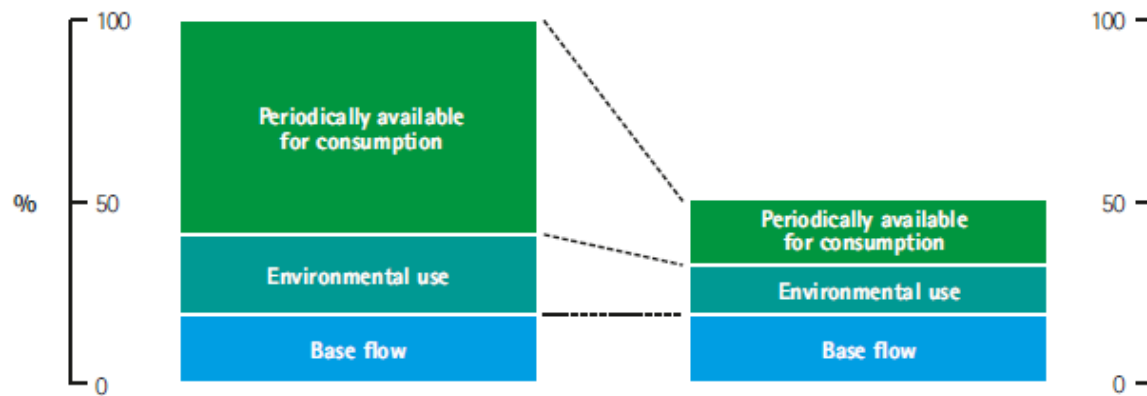 100
100
Periodically available
for consumption
%
50
50
Periodically available
for consumption
Environmental use
Environmental use
Base flow
Base flow
0
0